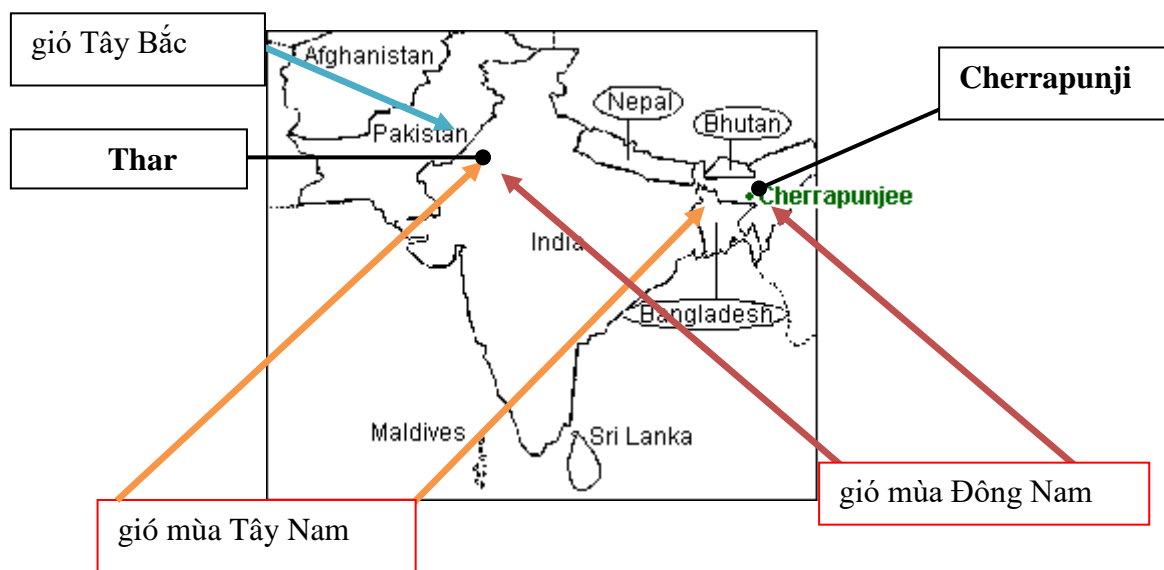 gió Tây Bắc
Afghanistan
Cherrapunji
Nepal
Bhutan
Pakistan
Thar
Cherrapunjee
India
Bangladesh
Maldives
Sri Lanka
gió mùa Đông Nam
gió mùa Tây Nam